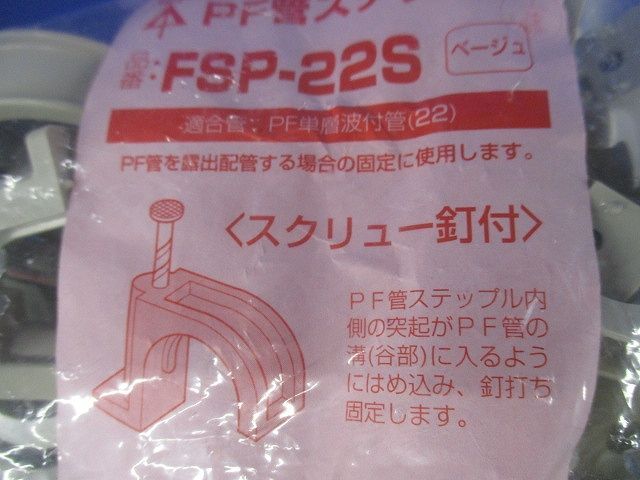 PF管ステップ
品番:FSP-22S
ベージュ
適合管:PF単層波付管(22)
PF管を露出配管する場合の固定に使用します。
〈スクリュー釘付〉
PF管ステップル内
側の突起がPF管の
溝(谷部)に入るよう
にはめ込み、釘打ち
固定します。